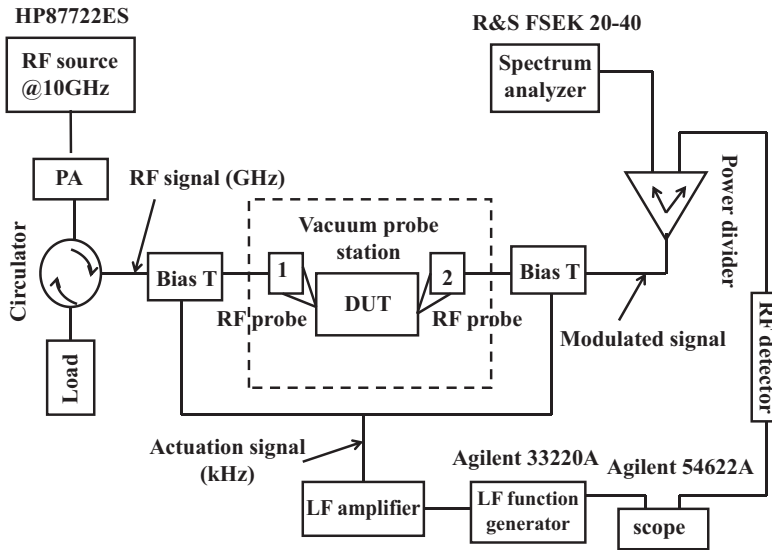 HP87722ES
R&S FSEK 20-40
RF source
@10GHz
Spectrum
analyzer
PA
RF signal (GHz)
Power divider
Circulator
Vacuum probe
station
Bias T
1
DUT
2
Bias T
RF probe
RF probe
Modulated signal
RF detector
Load
Actuation signal
(kHz)
Agilent 33220A
Agilent 54622A
LF amplifier
LF function
generator
scope